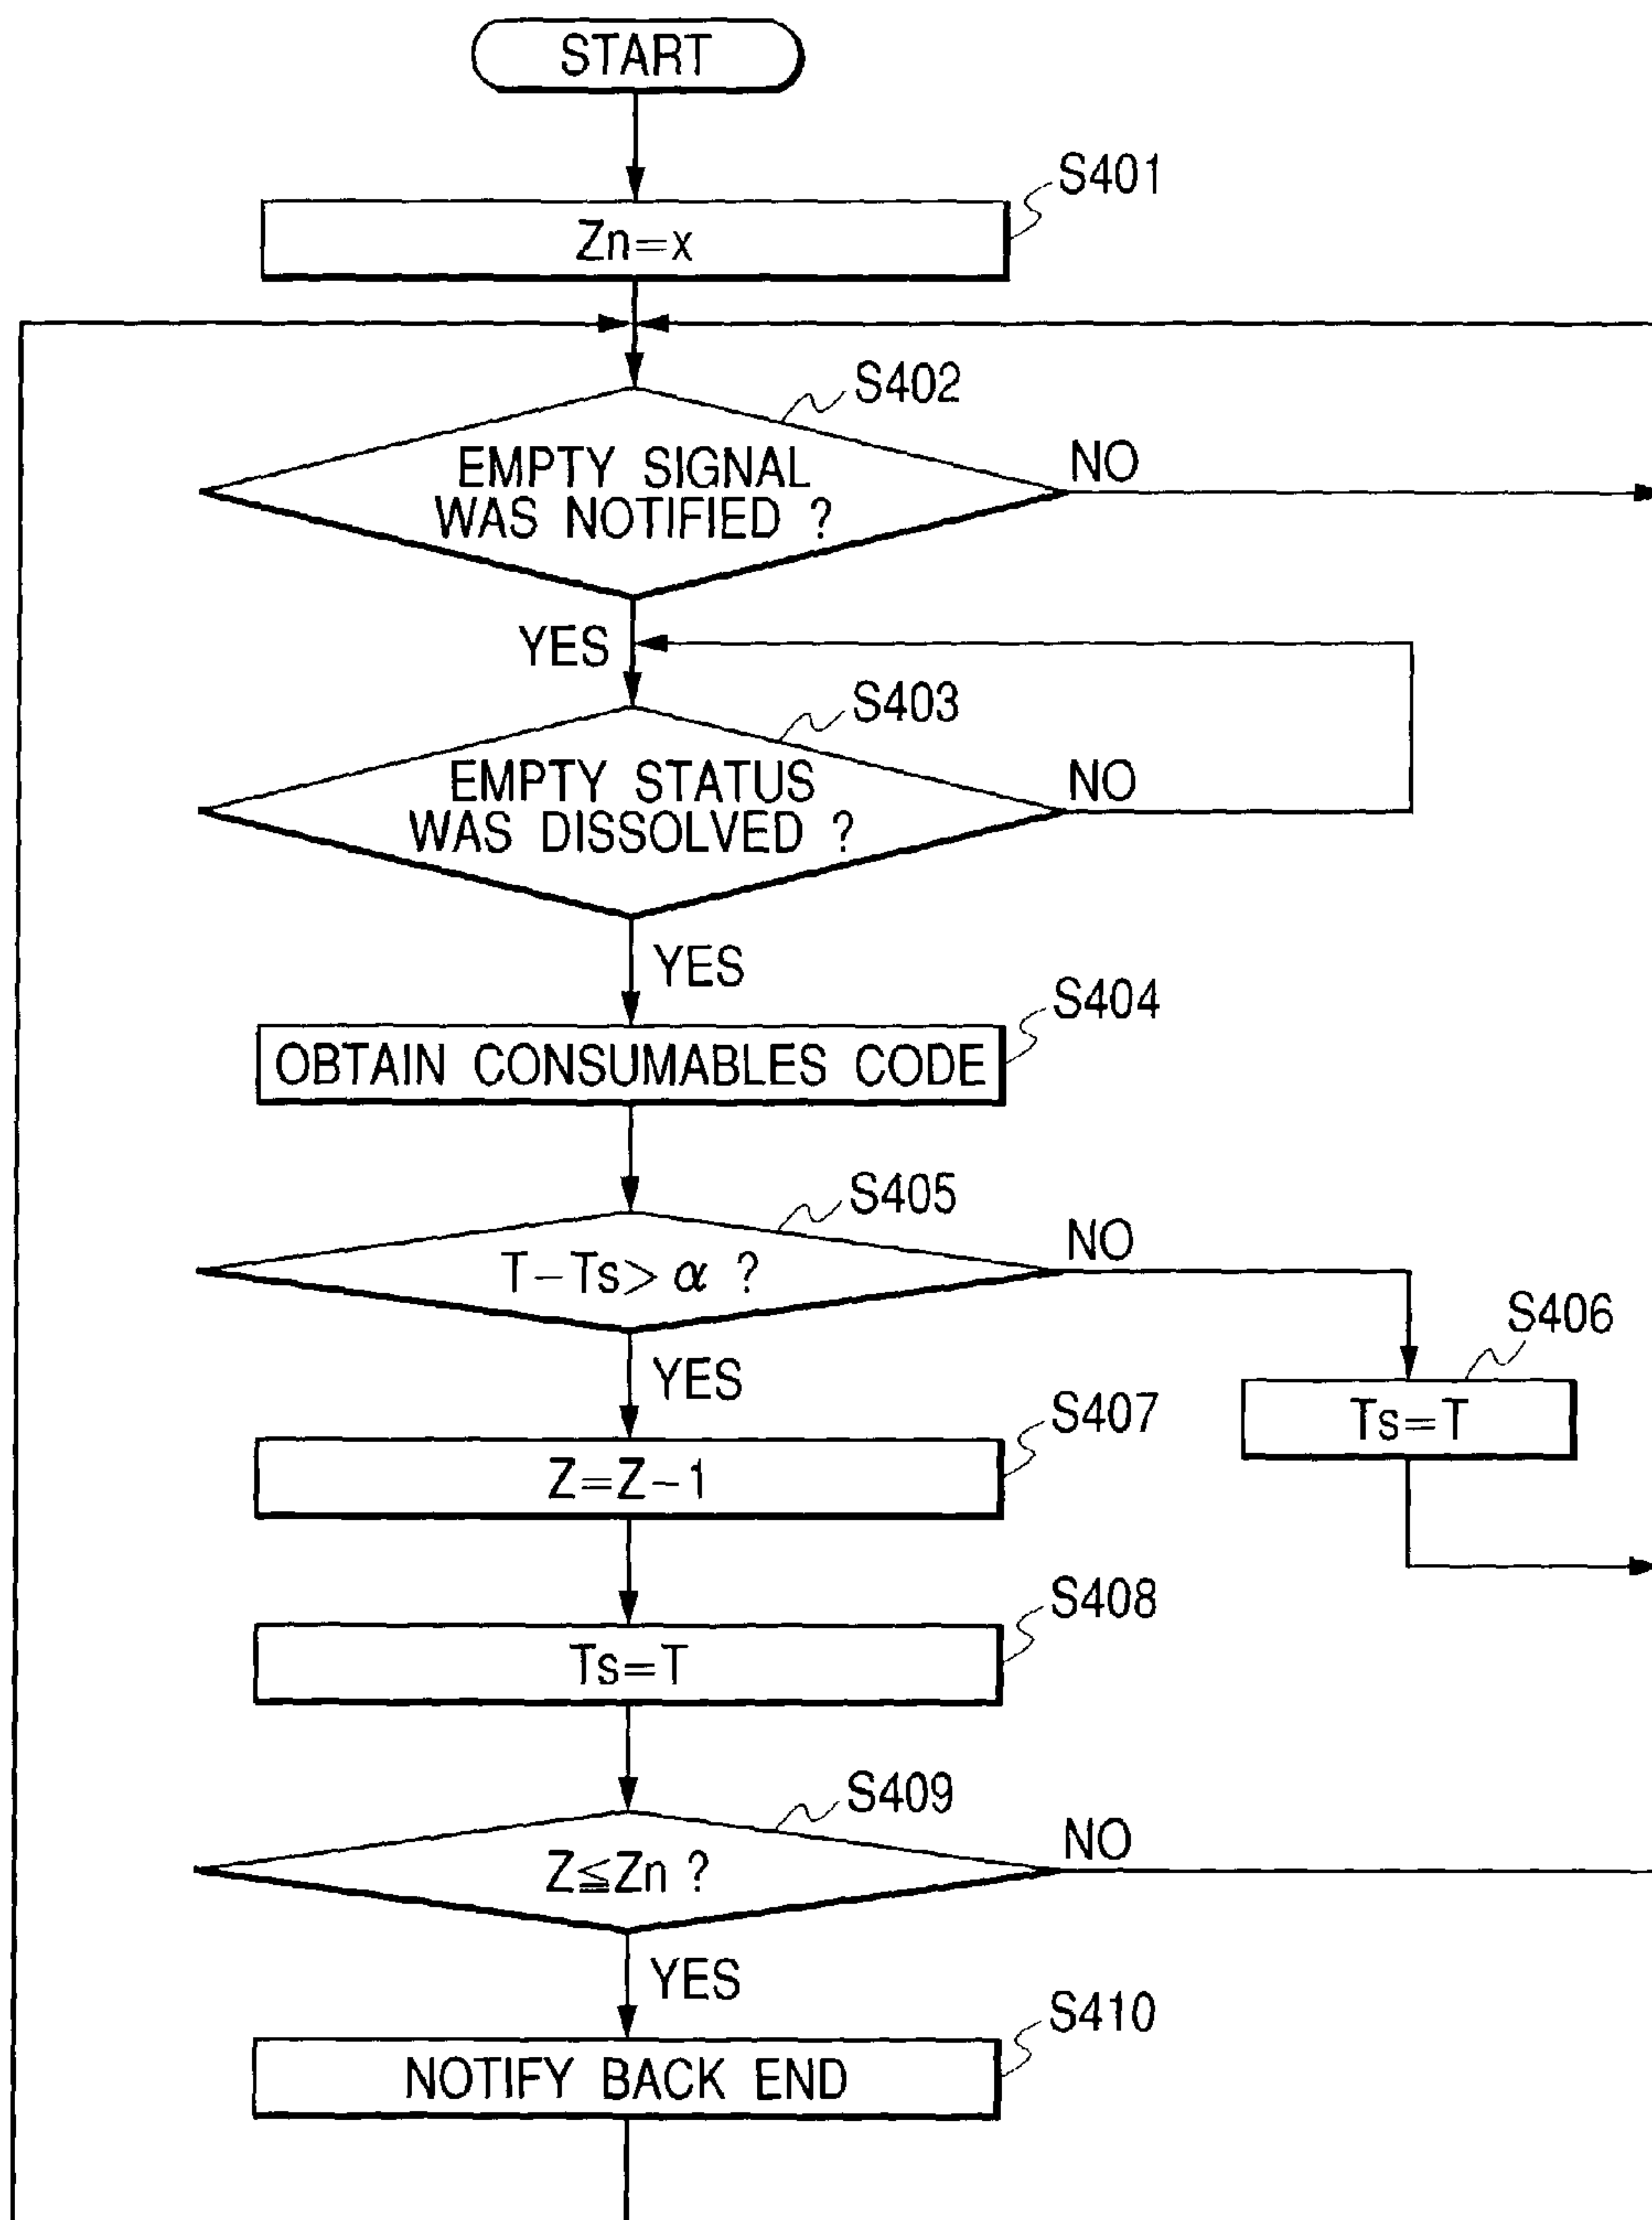 START
S401
Zn=x
S402
EMPTY SIGNAL
WAS NOTIFIED ?
NO
YES
S403
EMPTY STATUS
WAS DISSOLVED ?
NO
YES
S404
OBTAIN CONSUMABLES CODE
S405
T-Ts> α ?
NO
S406
Ts=T
YES
S407
Z=Z-1
S408
Ts=T
S409
Z≦Zn ?
NO
YES
S410
NOTIFY BACK END